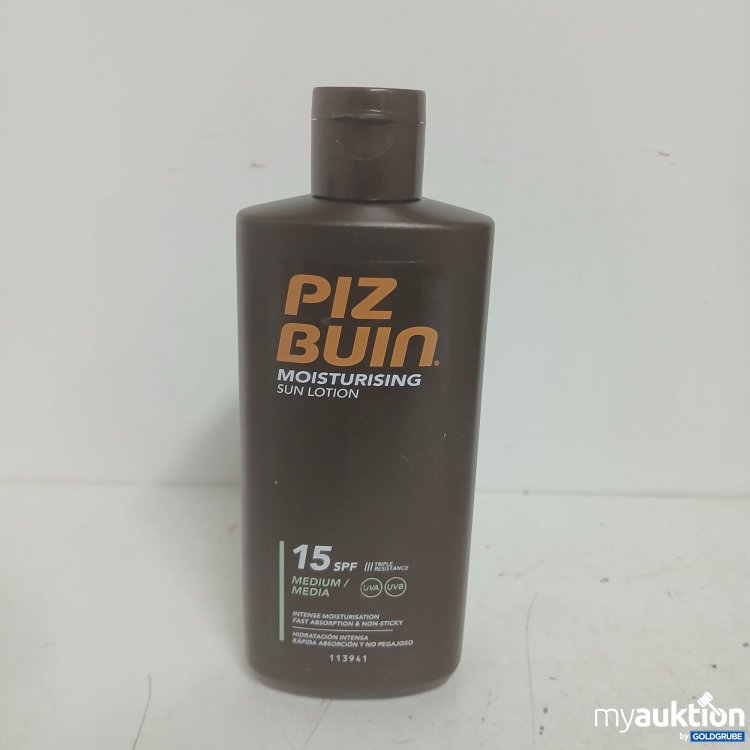 PIZ
BUIN®
MOISTURISING
SUN LOTION
15 SPF /// TRIPLE RESISTANCE
MEDIUM / MEDIA
UVA UVB
INTENSE MOISTURISATION
FAST ABSORPTION & NON-STICKY
HIDRATACIÓN INTENSA
RÁPIDA ABSORCIÓN Y NO PEGAJOSO
113941
myauktion
by GOLDGRUBE